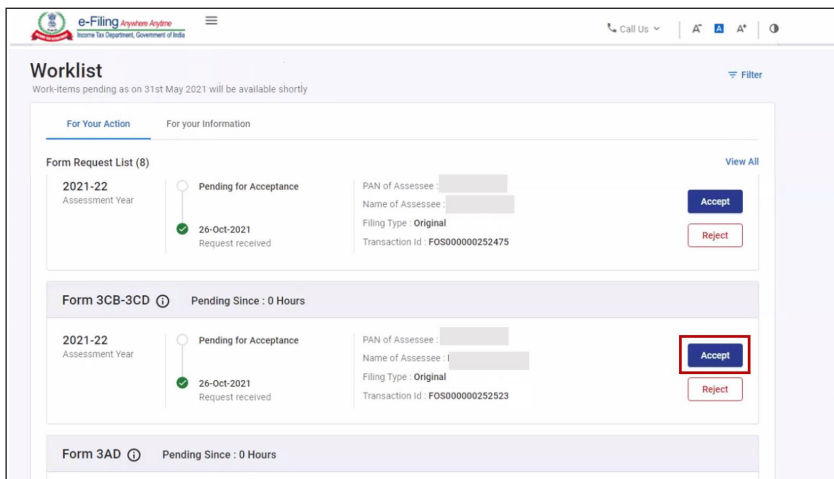 e-Filing Anywhere Anytime
Income Tax Department, Government of India
Call Us
A-
A
A+
Worklist
Filter
Work-items pending as on 31st May 2021 will be available shortly
For Your Action
For your Information
Form Request List (8)
View All
2021-22
Assessment Year
Pending for Acceptance
26-Oct-2021
Request received
PAN of Assessee :
Name of Assessee :
Filing Type : Original
Transaction Id : FOS000000252475
Accept
Reject
Form 3CB-3CD
Pending Since : 0 Hours
2021-22
Assessment Year
Pending for Acceptance
26-Oct-2021
Request received
PAN of Assessee :
Name of Assessee :
Filing Type : Original
Transaction Id : FOS000000252523
Accept
Reject
Form 3AD
Pending Since : 0 Hours